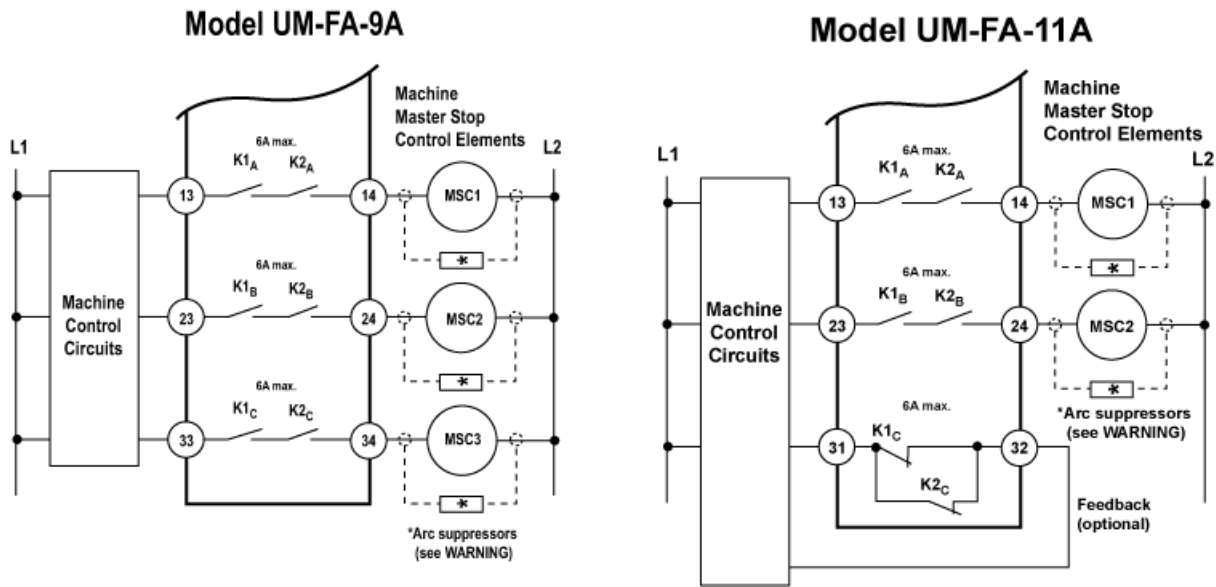 Model UM-FA-9A
Machine
Master Stop
Control Elements
L1
L2
6A max.
K1A
K2A
13
14
MSC1
*
6A max.
K1B
K2B
Machine
Control
Circuits
23
24
MSC2
*
6A max.
K1C
K2C
33
34
MSC3
*
*Arc suppressors
(see WARNING)
Model UM-FA-11A
Machine
Master Stop
Control Elements
L1
L2
6A max.
K1A
K2A
13
14
MSC1
*
6A max.
K1B
K2B
Machine
Control
Circuits
23
24
MSC2
*
*Arc suppressors
(see WARNING)
6A max.
K1C
31
32
K2C
Feedback
(optional)